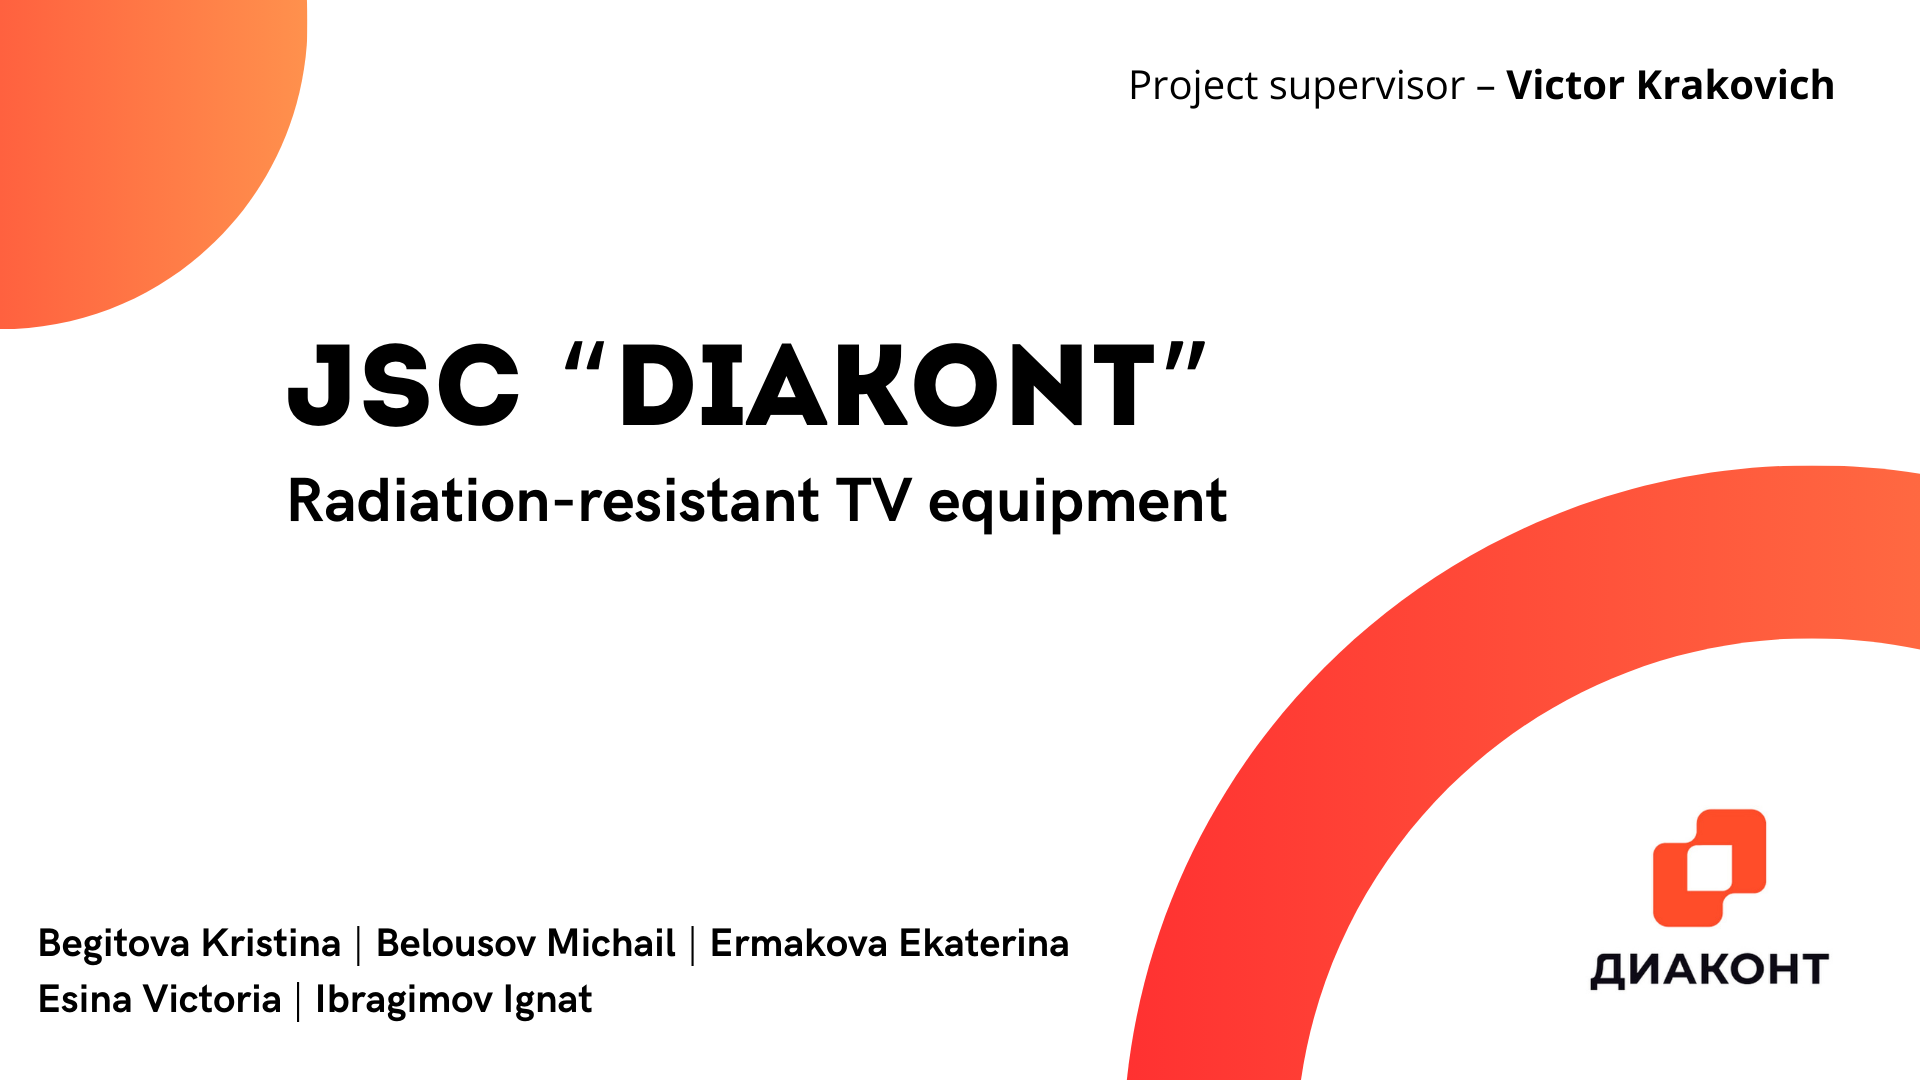 Project supervisor – Victor Krakovich
JSC “DIAKONT”
Radiation-resistant TV equipment
Begitova Kristina | Belousov Michail | Ermakova Ekaterina
Esina Victoria | Ibragimov Ignat
ДИАКОНТ